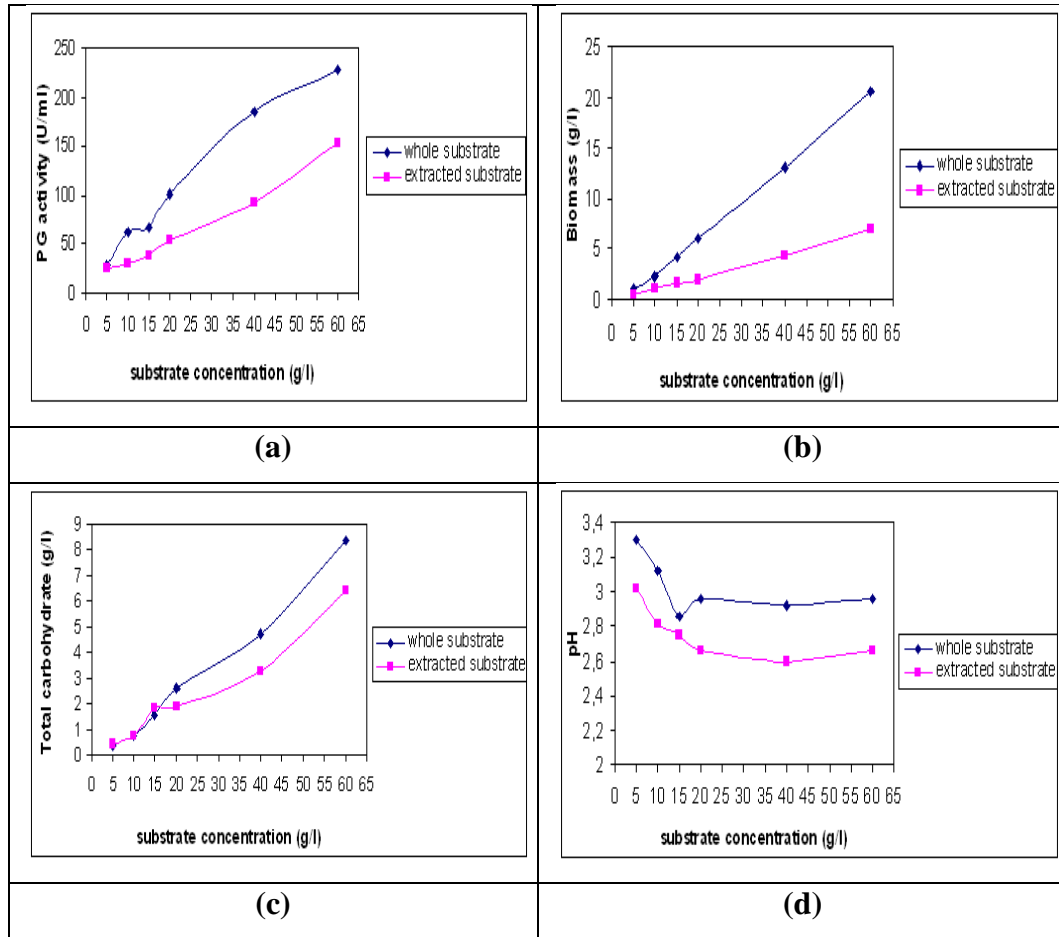 250
200
150
100
50
0
PG activity (U/ml)
0 5 10 15 20 25 30 35 40 45 50 55 60 65
substrate concentration (g/l)
whole substrate
extracted substrate
(a)
25
20
15
10
5
0
Biomass (g/l)
0 5 10 15 20 25 30 35 40 45 50 55 60 65
substrate concentration (g/l)
whole substrate
extracted substrate
(b)
9
8
7
6
5
4
3
2
1
0
Total carbohydrate (g/l)
0 5 10 15 20 25 30 35 40 45 50 55 60 65
substrate concentration (g/l)
whole substrate
extracted substrate
(c)
3,4
3,2
3
2,8
2,6
2,4
2,2
2
pH
0 5 10 15 20 25 30 35 40 45 50 55 60 65
substrate concentration (g/l)
whole substrate
extracted substrate
(d)